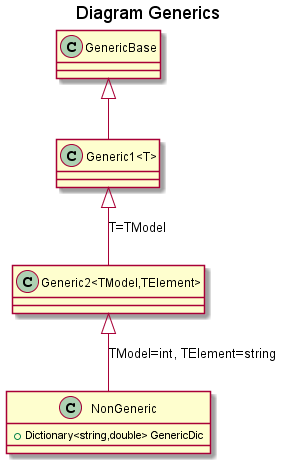 Diagram Generics
C GenericBase
C Generic1<T>
T=TModel
C Generic2<TModel,TElement>
TModel=int, TElement=string
C NonGeneric
Dictionary<string,double> GenericDic